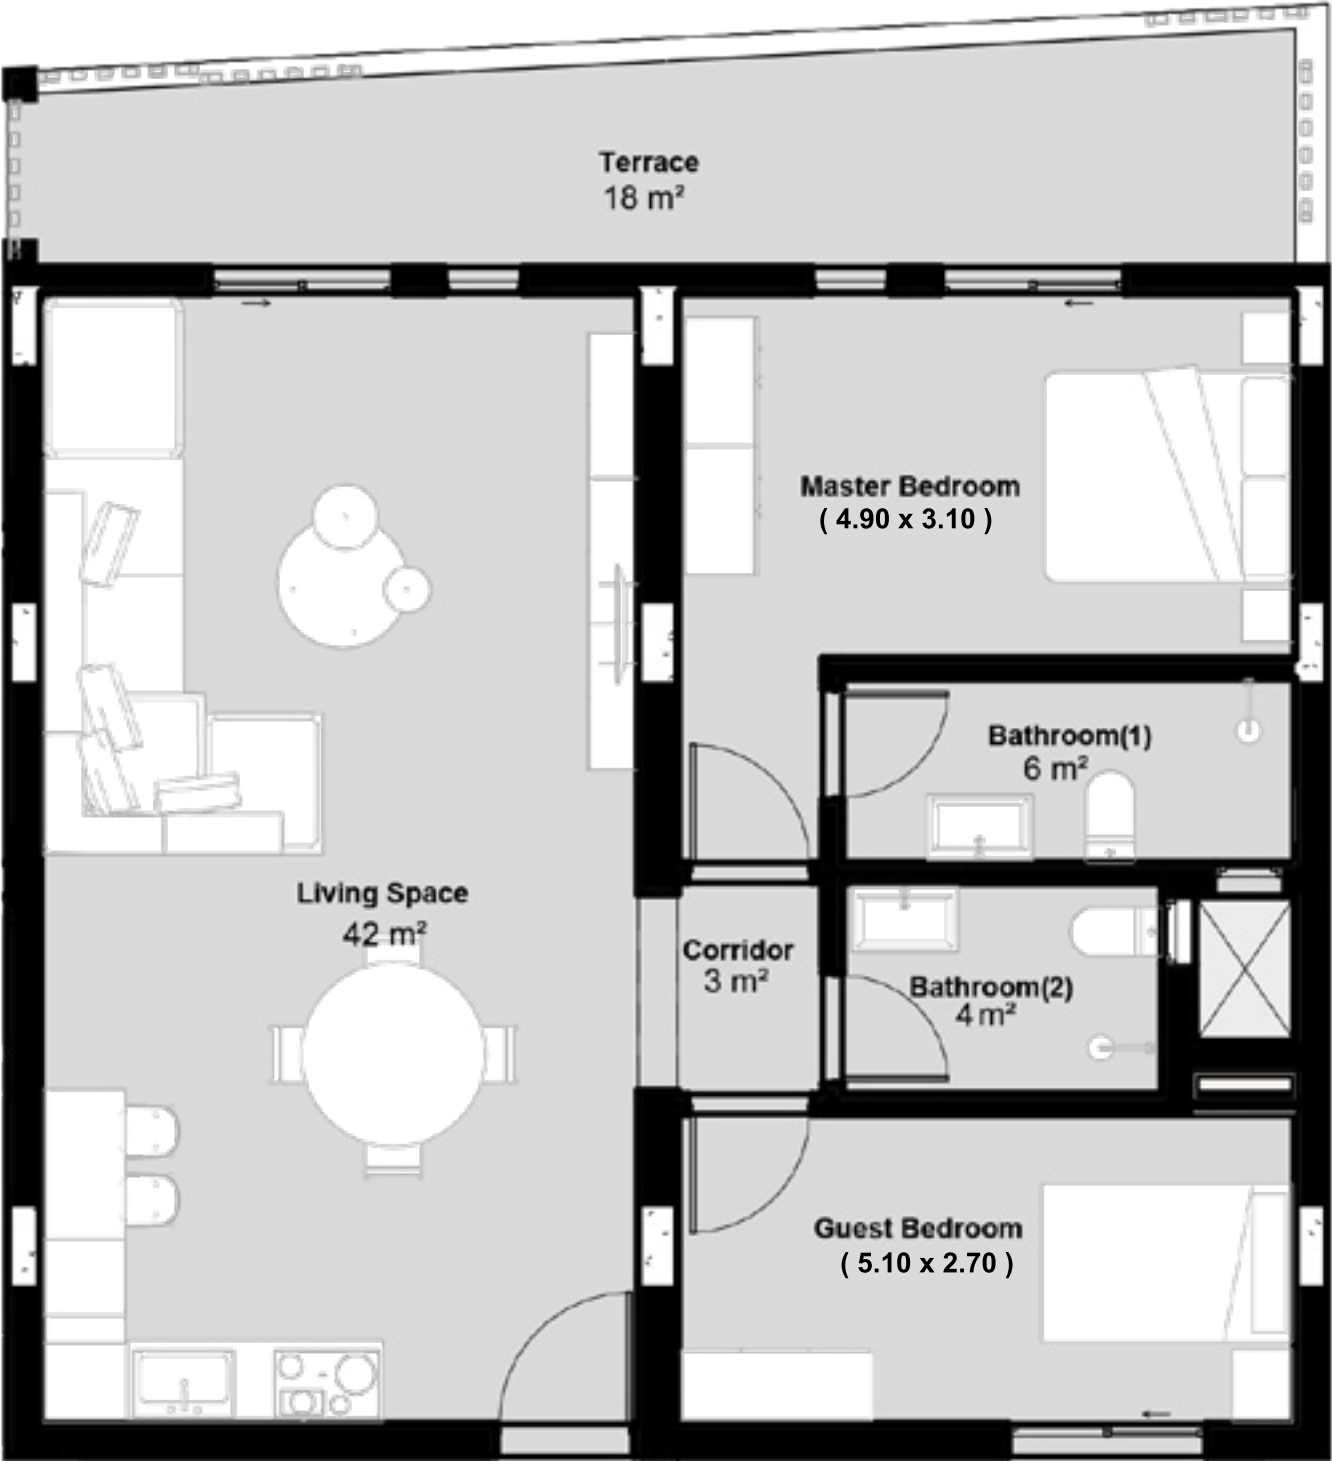 Terrace
18 m²
Master Bedroom
( 4.90 x 3.10 )
Bathroom(1)
6 m²
Living Space
42 m²
Corridor
3 m²
Bathroom(2)
4 m²
Guest Bedroom
( 5.10 x 2.70 )